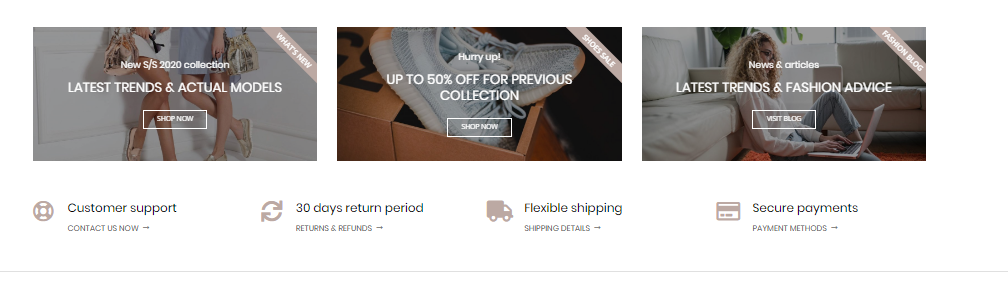 WHAT'S NEW
New S/S 2020 collection
LATEST TRENDS & ACTUAL MODELS
SHOP NOW
SHOES SALE
Hurry up!
UP TO 50% OFF FOR PREVIOUS
COLLECTION
SHOP NOW
FASHION BLOG
News & articles
LATEST TRENDS & FASHION ADVICE
VISIT BLOG
Customer support
CONTACT US NOW →
30 days return period
RETURNS & REFUNDS →
Flexible shipping
SHIPPING DETAILS →
Secure payments
PAYMENT METHODS →